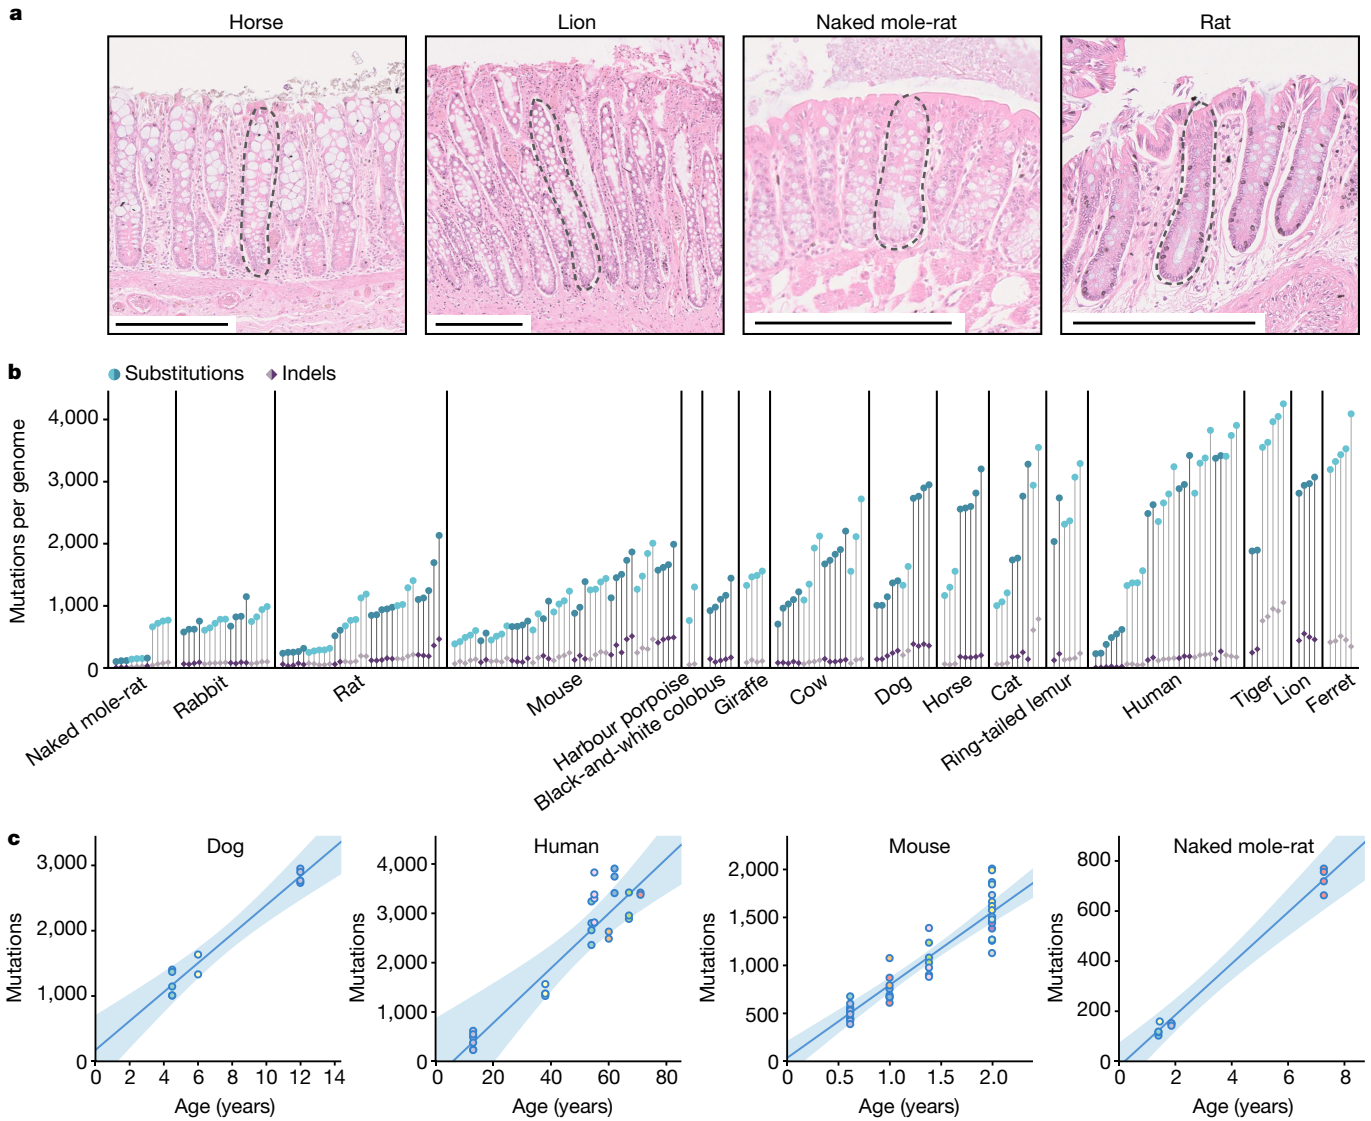 a
Horse
Lion
Naked mole-rat
Rat
b
Substitutions
Indels
Mutations per genome
4,000
3,000
2,000
1,000
0
Naked mole-rat
Rabbit
Rat
Mouse
Harbour porpoise
Black-and-white colobus
Giraffe
Cow
Dog
Horse
Cat
Ring-tailed lemur
Human
Tiger
Lion
Ferret
c
Dog
Mutations
3,000
2,000
1,000
0
0 2 4 6 8 10 12 14
Age (years)
Human
Mutations
4,000
3,000
2,000
1,000
0
0 20 40 60 80
Age (years)
Mouse
Mutations
2,000
1,500
1,000
500
0
0 0.5 1.0 1.5 2.0
Age (years)
Naked mole-rat
Mutations
800
600
400
200
0
0 2 4 6 8
Age (years)